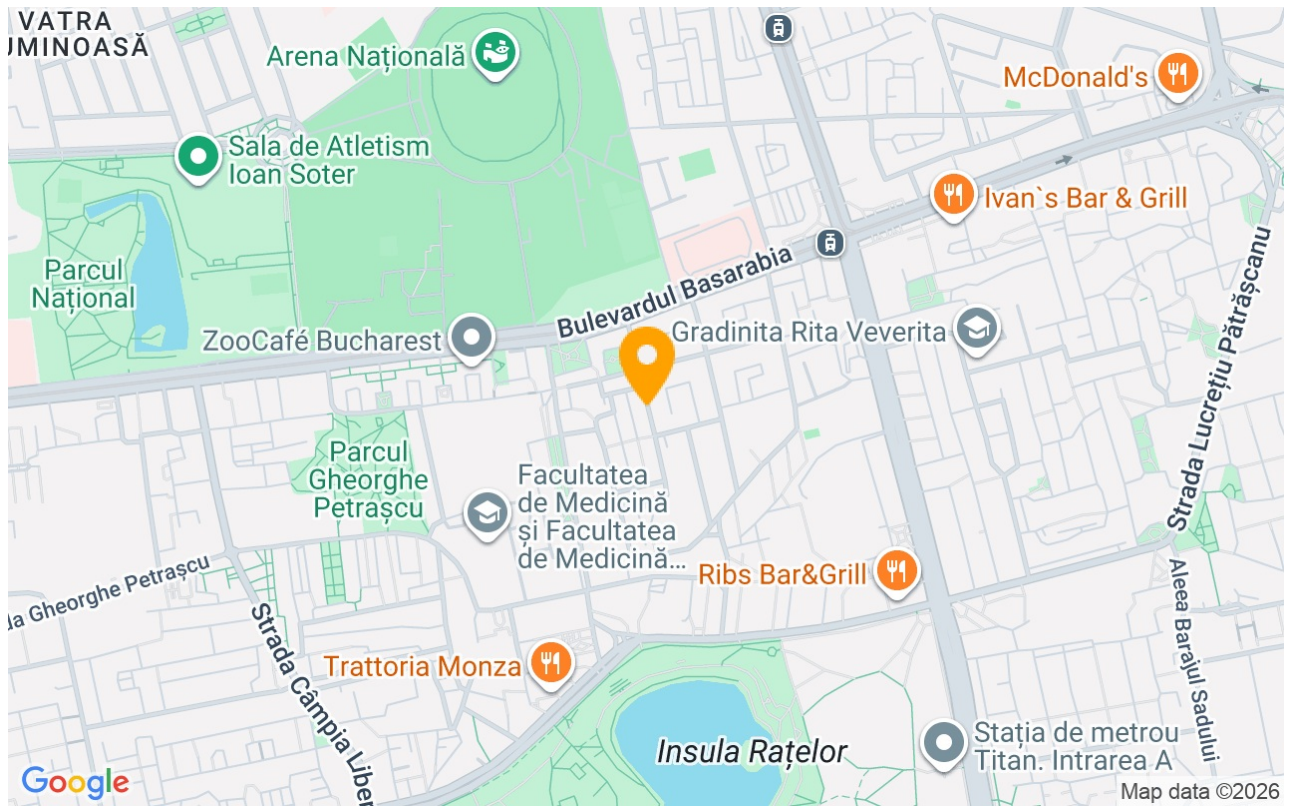 VATRA
UMINOASĂ
Arena Națională
McDonald's
Sala de Atletism
Ioan Soter
Ivan`s Bar & Grill
Parcul
Național
Bulevardul Basarabia
ZooCafé Bucharest
Gradinita Rita Veverita
Strada Lucrețiu Pătrășcanu
Parcul
Gheorghe
Petrașcu
Facultatea
de Medicină
și Facultatea
de Medicină...
da Gheorghe Petrașcu
Ribs Bar&Grill
Aleea Barajul Sadului
Strada Câmpia Liber
Trattoria Monza
Insula Rațelor
Stația de metrou
Titan. Intrarea A
Google
Map data ©2026